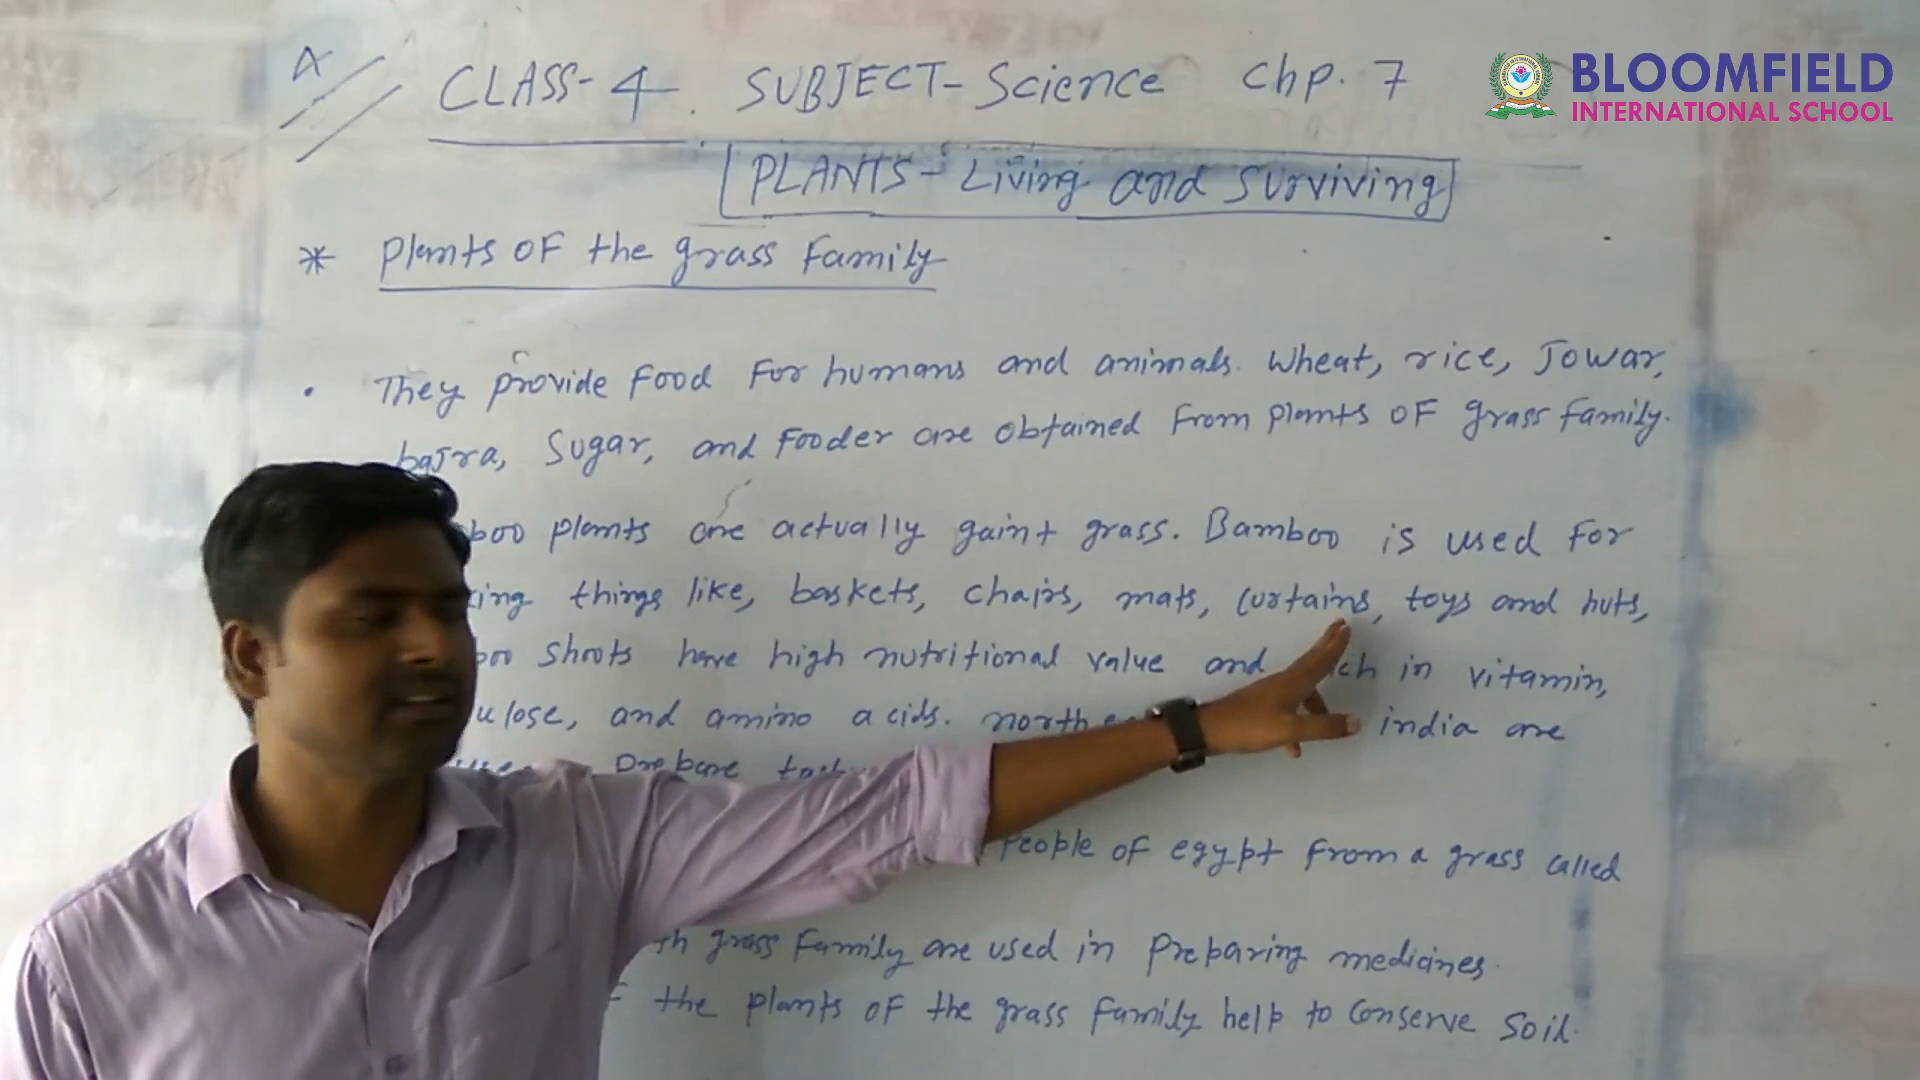 BLOOMFIELD
INTERNATIONAL SCHOOL
CLASS-4. SUBJECT-Science Chp. 7
PLANTS- Living and Surviving
* Plants OF the grass Family
• They provide Food For humans and animals. Wheat, rice, Jowar,
bajra, Sugar, and Fooder are obtained From plants OF grass family.
boo plants are actually gaint grass. Bamboo is used For
ing things like, baskets, chairs, mats, Curtains, toys and huts,
boo shoots have high nutritional value and ch in vitamin,
ulose, and amino acids. north india are
Prepare
People of egypt From a grass called
grass Family are used in Preparing medicines.
the plants OF the grass Family help to Conserve Soil.